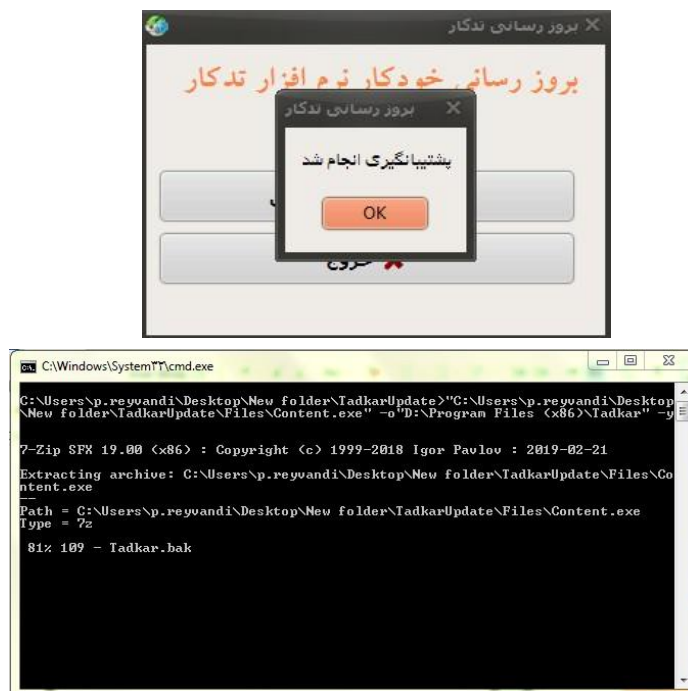 بروز رسانی تدکار
بروز رسانی خودکار نرم افزار تدکار
بروز رسانی تدکار
پشتیبانگیری انجام شد
OK
خروج
C:\Windows\System۳۲\cmd.exe
C:\Users\p.reyvandi\Desktop\New folder\TadkarUpdate>"C:\Users\p.reyvandi\Desktop
\New folder\TadkarUpdate\Files\Content.exe" -o"D:\Program Files (x86)\Tadkar" -y
7-Zip SFX 19.00 (x86) : Copyright (c) 1999-2018 Igor Pavlov : 2019-02-21
Extracting archive: C:\Users\p.reyvandi\Desktop\New folder\TadkarUpdate\Files\Co
ntent.exe
--
Path = C:\Users\p.reyvandi\Desktop\New folder\TadkarUpdate\Files\Content.exe
Type = 7z
81% 109 - Tadkar.bak